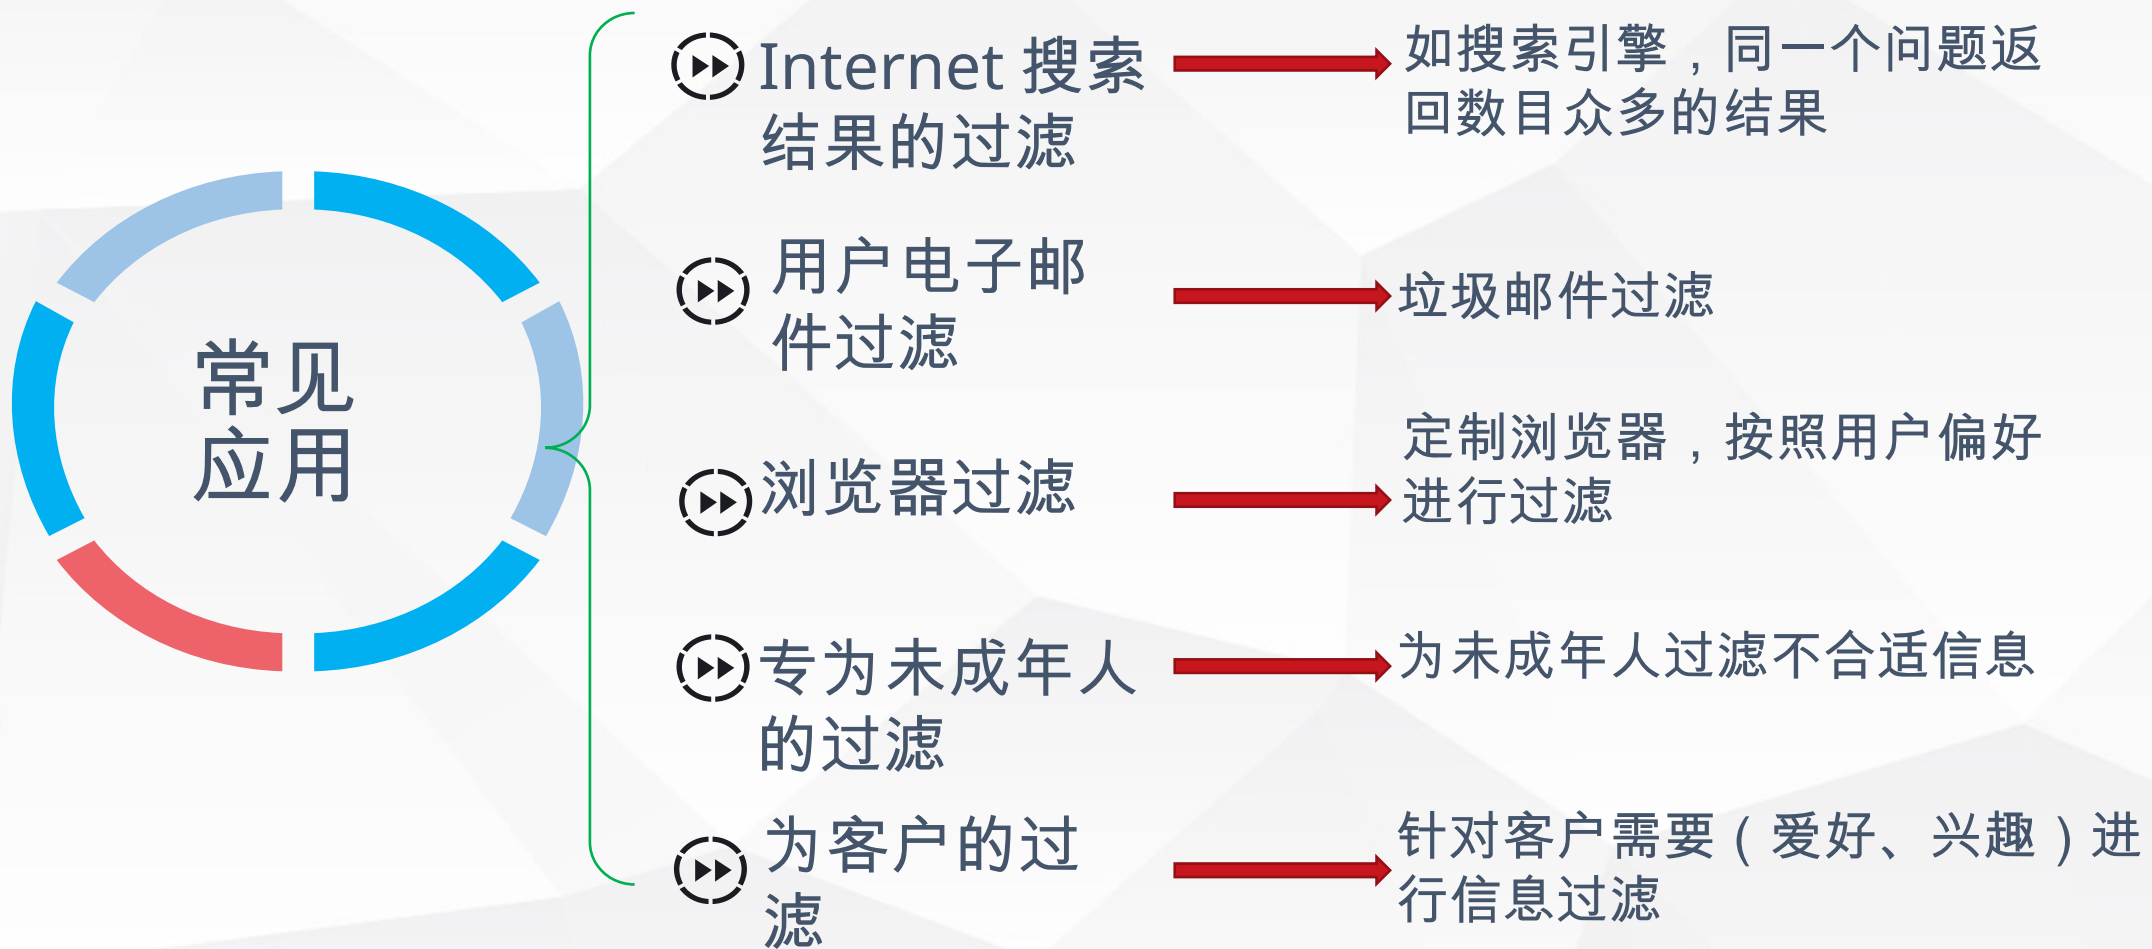 常见
应用
Internet 搜索
结果的过滤
如搜索引擎，同一个问题返
回数目众多的结果
用户电子邮
件过滤
垃圾邮件过滤
浏览器过滤
定制浏览器，按照用户偏好
进行过滤
专为未成年人
的过滤
为未成年人过滤不合适信息
为客户的过
滤
针对客户需要（爱好、兴趣）进
行信息过滤